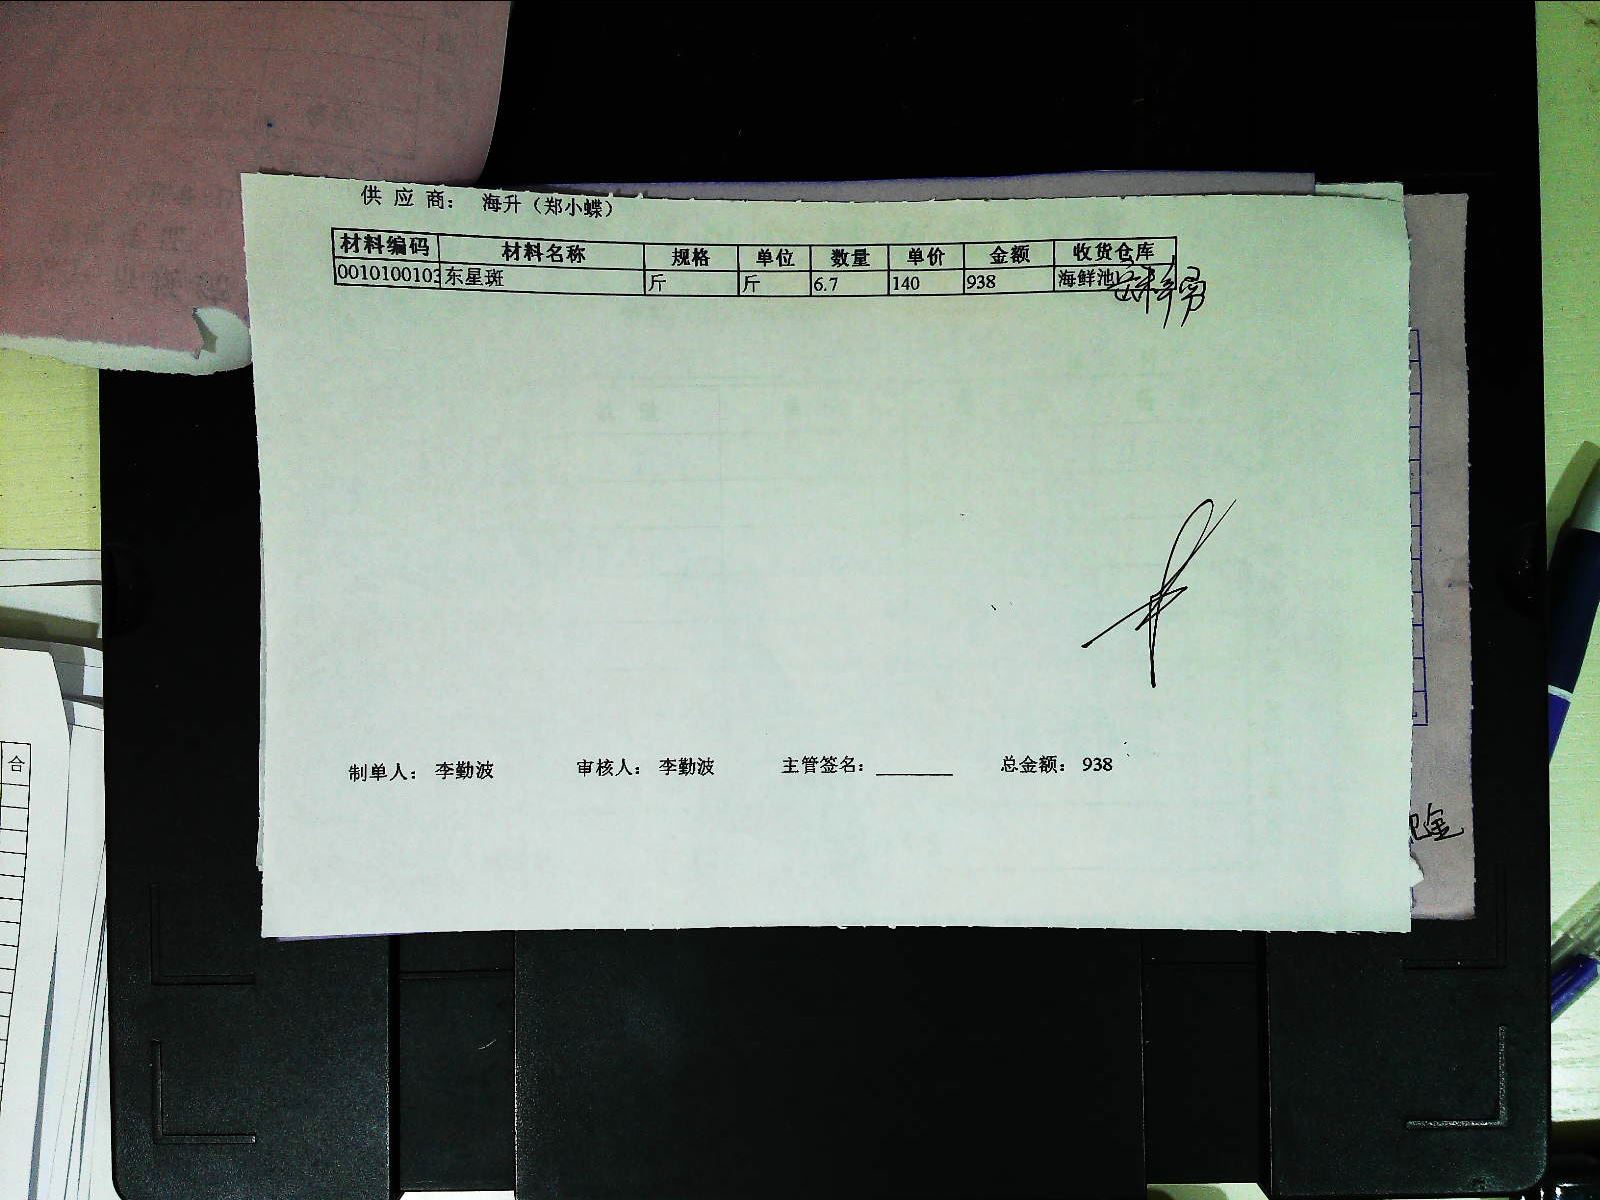 供 应 商： 海升（郑小蝶）
材料编码 材料名称 规格 单位 数量 单价 金额 收货仓库
0010100103 东星斑 斤 斤 6.7 140 938 海鲜池
制单人： 李勤波 审核人： 李勤波 主管签名：________ 总金额： 938
合